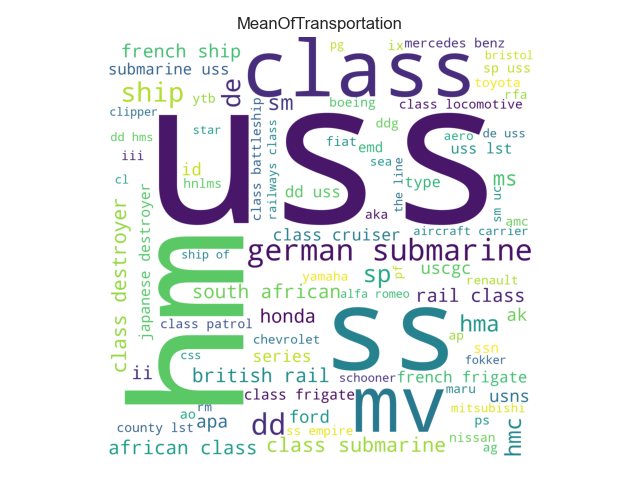 MeanOfTransportation
french ship
pg
ix
mercedes benz
bristol
submarine uss
class
sp uss
de
toyota
ship
ytb
sm
boeing
class locomotive
rfa
clipper
star
class battleship
railways class
ddg
aero
de uss
dd hms
uss
fiat
emd
uss lst
iii
id
sea
the line
cl
hnlms
dd uss
type
sm uc
ms
aka
amc
class destroyer
japanese destroyer
hms
class cruiser
aircraft carrier
ship of
german submarine
yamaha
sp
pf
uscgc
renault
south african
alfa romeo
rail class
class patrol
honda
ss
hma
ak
chevrolet
ap
ssn
css
series
fokker
ii
british rail
schooner
french frigate
rm
class frigate
mv
maru
usns
ao
mitsubishi
county lst
apa
dd
ss empire
ford
ps
hmc
african class
class submarine
nissan
ag